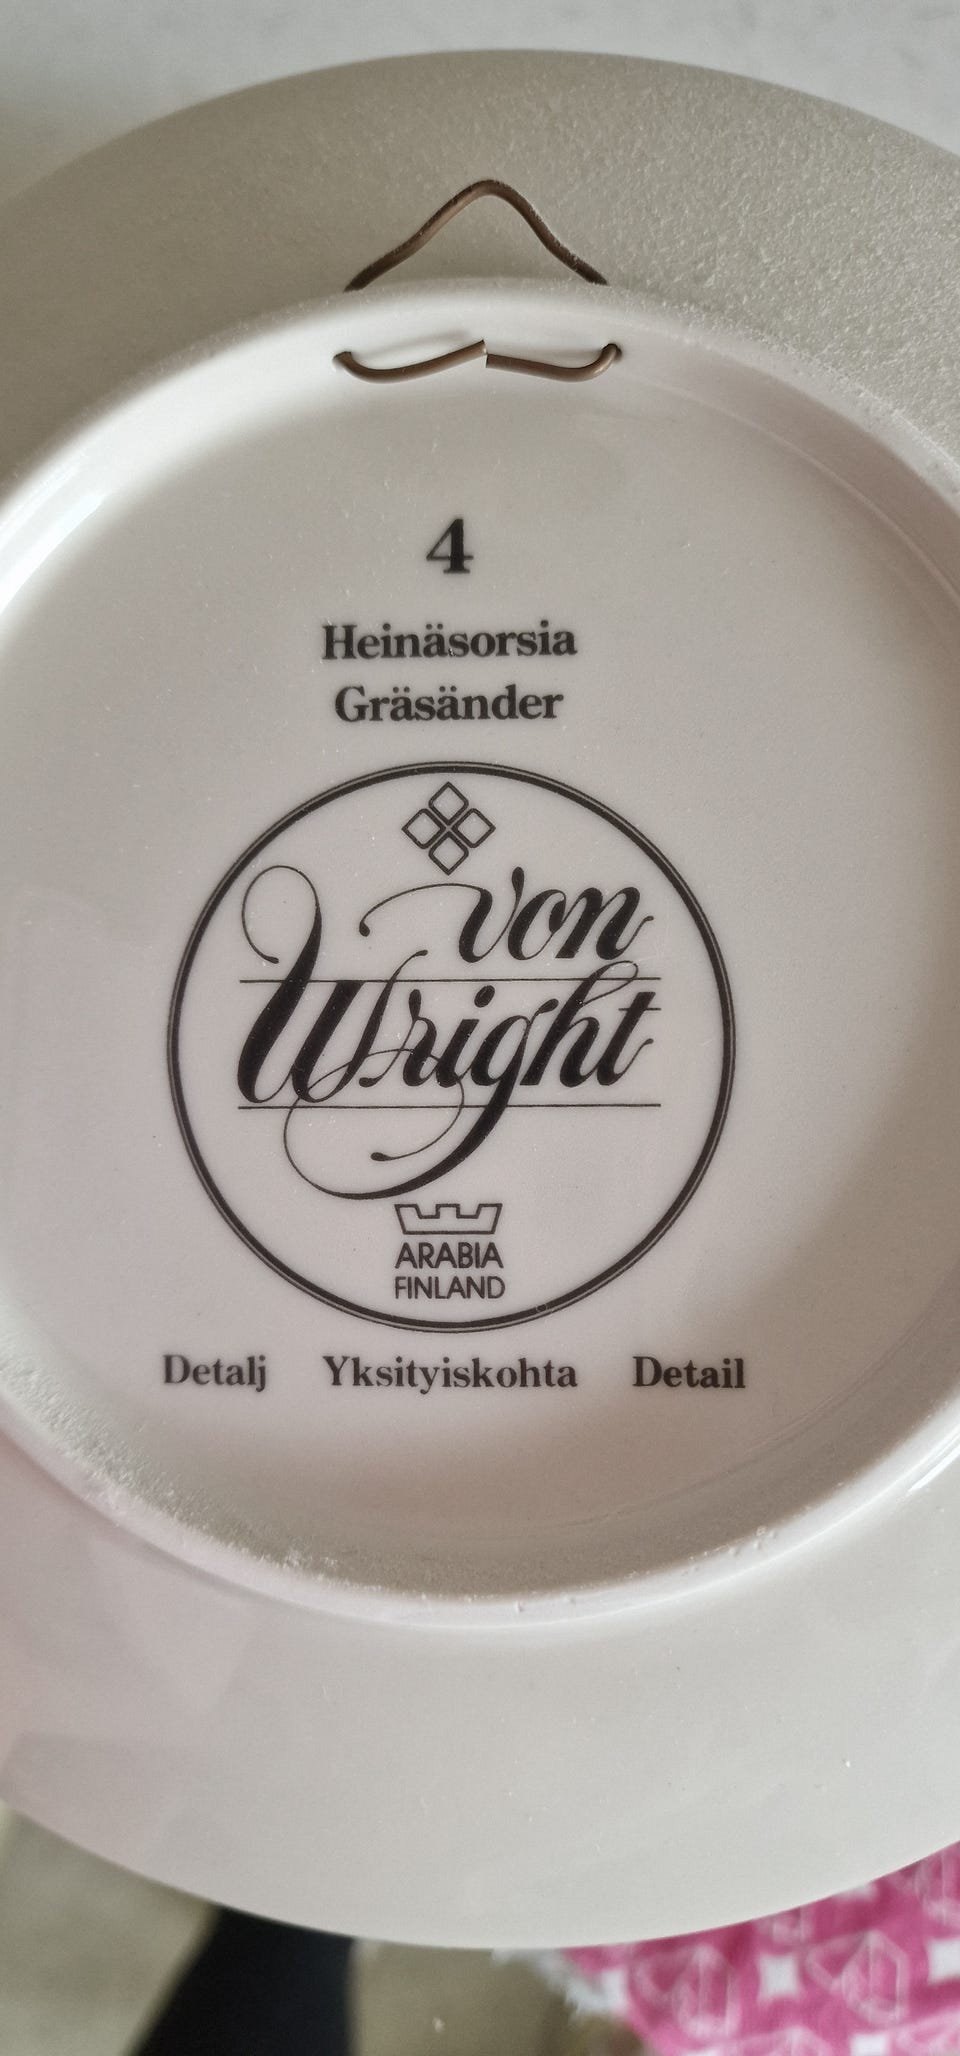 4
Heinäsorsia
Gräsänder
von
Wright
ARABIA
FINLAND
Detalj Yksityiskohta Detail